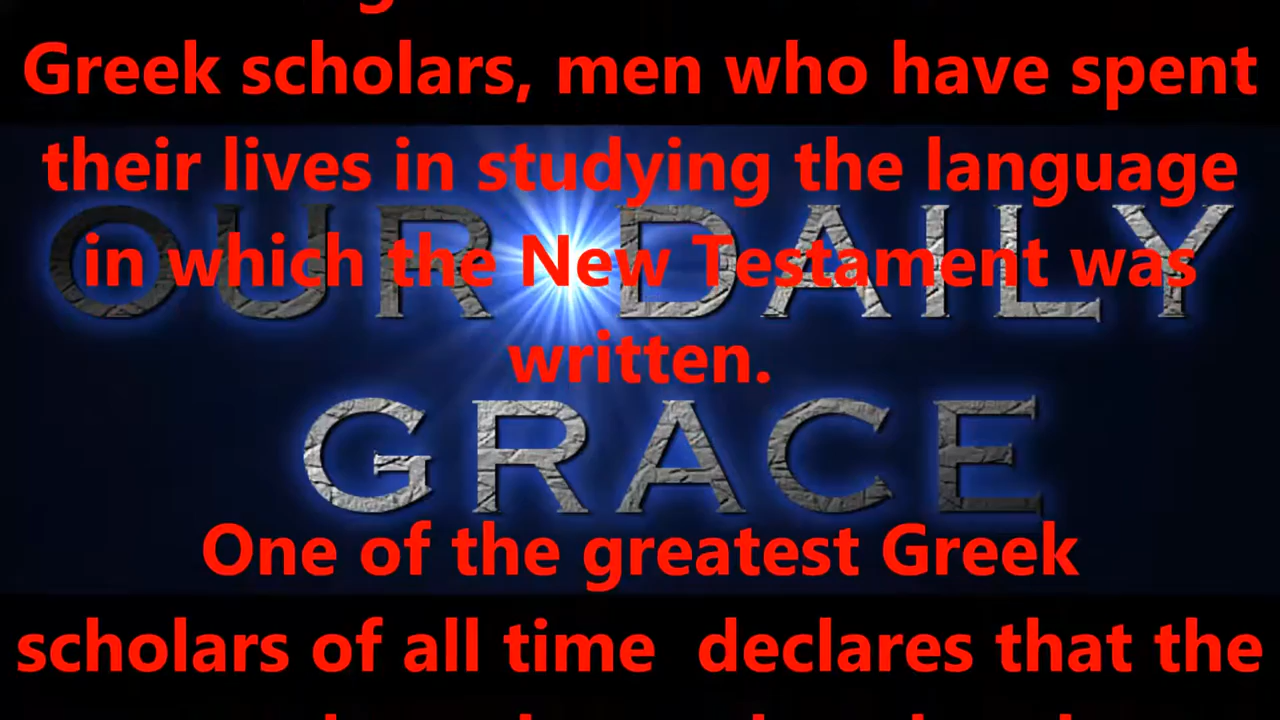 Greek scholars, men who have spent
their lives in studying the language
in which the New Testament was
written.
OUR DAILY
GRACE
One of the greatest Greek
scholars of all time declares that the